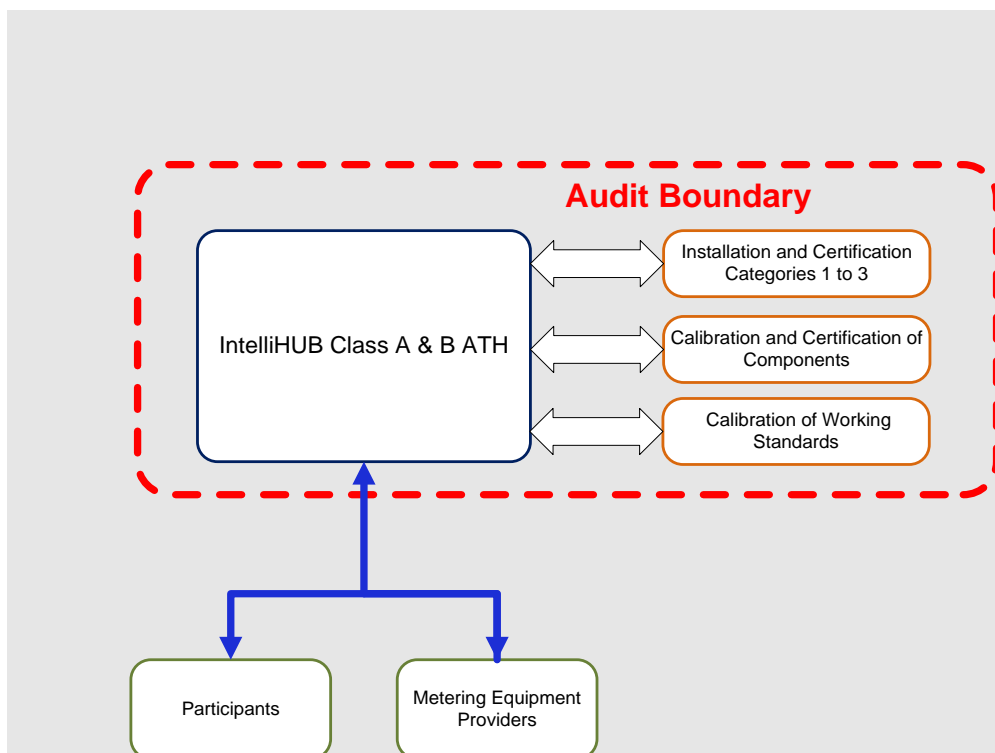 Audit Boundary
IntelliHUB Class A & B ATH
Installation and Certification
Categories 1 to 3
Calibration and Certification of
Components
Calibration of Working
Standards
Participants
Metering Equipment
Providers